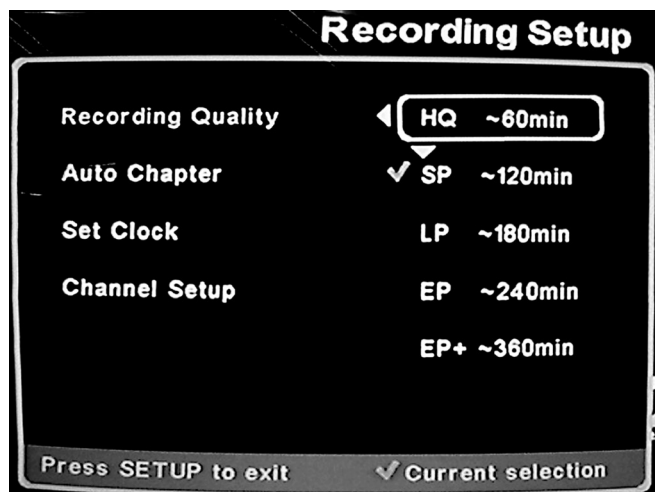 Recording Setup
Recording Quality HQ ~60min
Auto Chapter SP ~120min
Set Clock LP ~180min
Channel Setup EP ~240min
EP+ ~360min
Press SETUP to exit Current selection